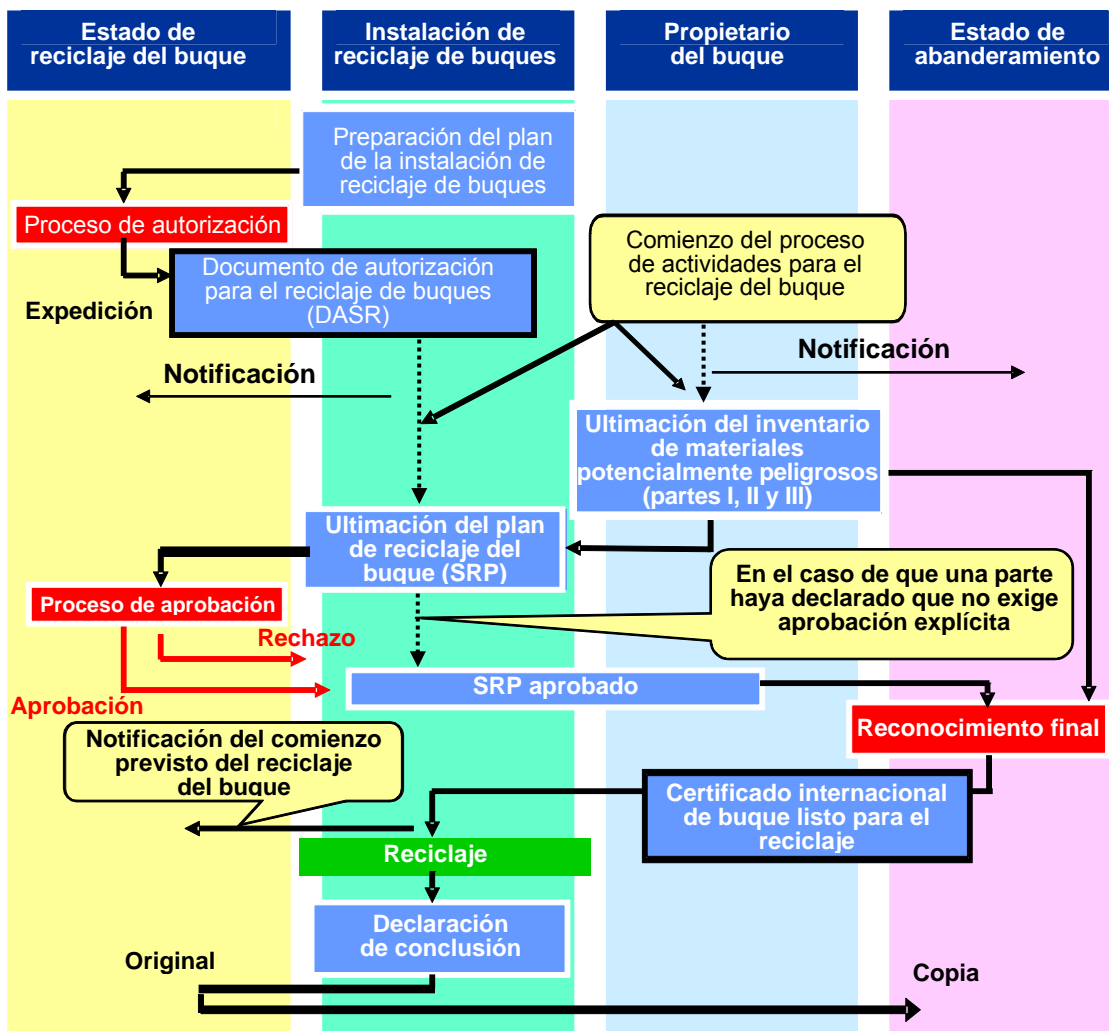 Estado de
reciclaje del buque
Instalación de
reciclaje de buques
Propietario
del buque
Estado de
abanderamiento
Preparación del plan
de la instalación de
reciclaje de buques
Proceso de autorización
Comienzo del proceso
de actividades para el
reciclaje del buque
Documento de autorización
para el reciclaje de buques
(DASR)
Expedición
Notificación
Notificación
Ultimación del inventario
de materiales
potencialmente peligrosos
(partes I, II y III)
Ultimación del plan
de reciclaje del
buque (SRP)
En el caso de que una parte
haya declarado que no exige
aprobación explícita
Proceso de aprobación
Rechazo
Aprobación
SRP aprobado
Reconocimiento final
Notificación del comienzo
previsto del reciclaje
del buque
Certificado internacional
de buque listo para el
reciclaje
Reciclaje
Declaración
de conclusión
Original
Copia